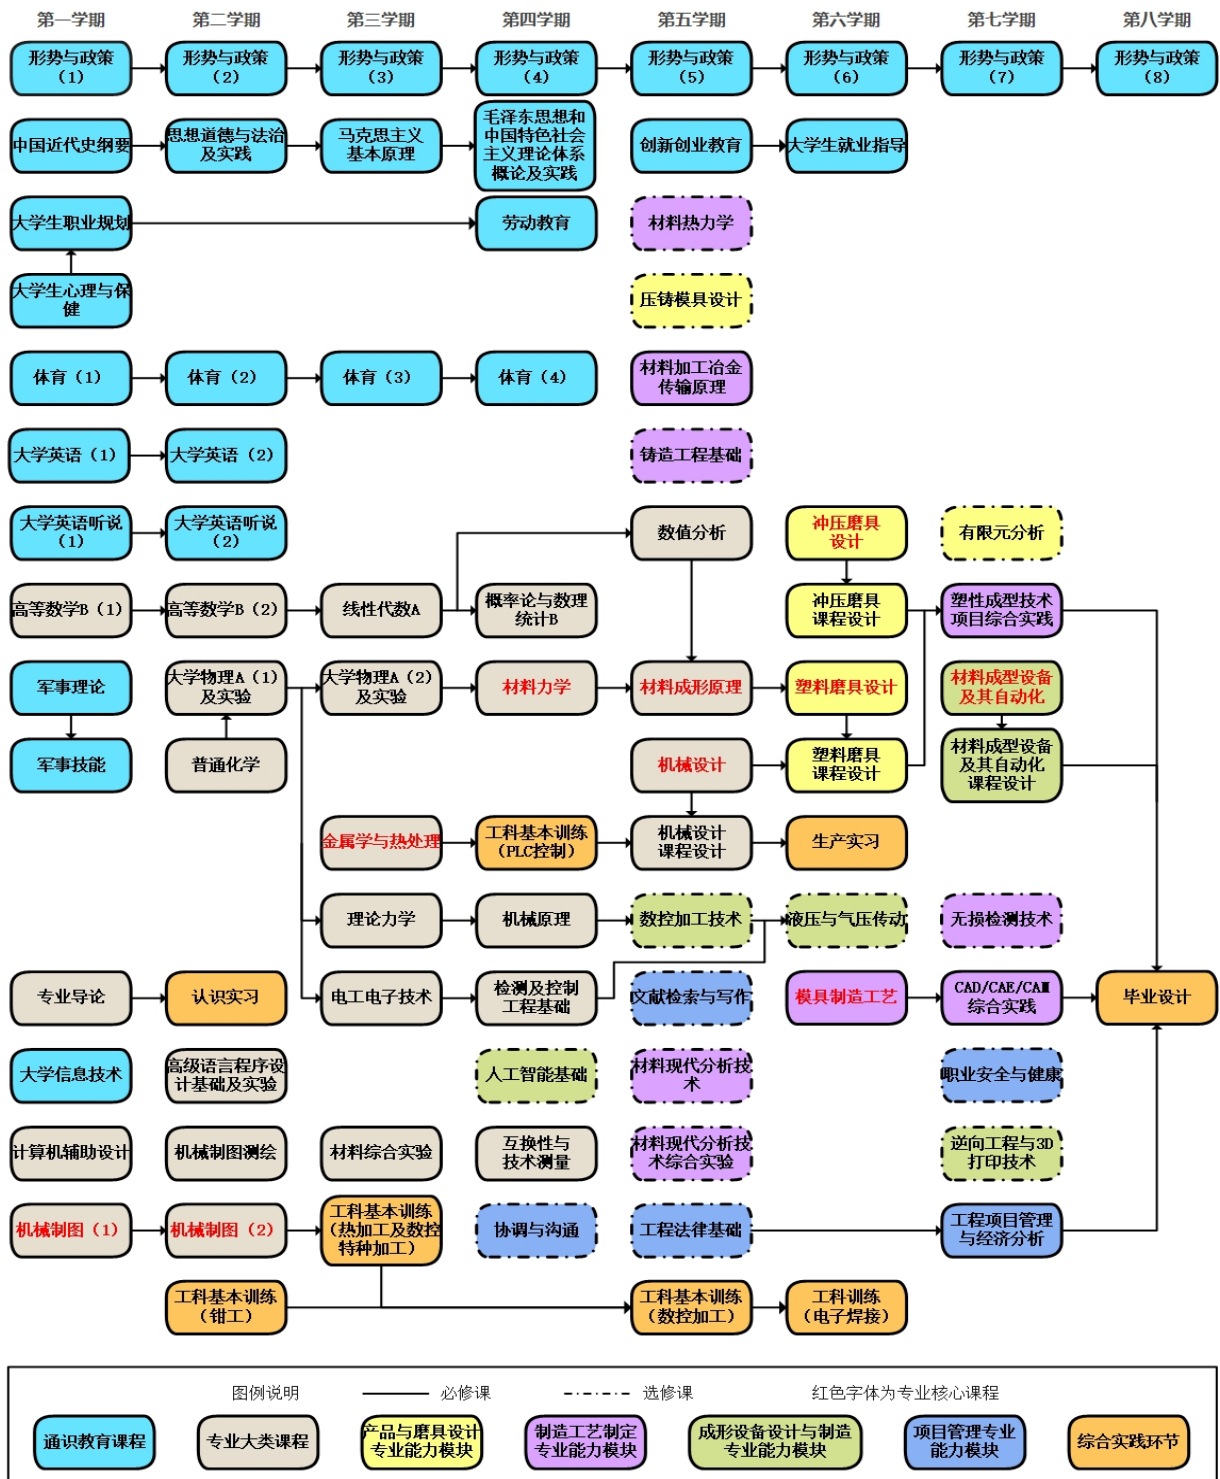 第一学期 第二学期 第三学期 第四学期 第五学期 第六学期 第七学期 第八学期
形势与政策
（1）
形势与政策
（2）
形势与政策
（3）
形势与政策
（4）
形势与政策
（5）
形势与政策
（6）
形势与政策
（7）
形势与政策
（8）
中国近代史纲要
思想道德与法治
及实践
马克思主义
基本原理
毛泽东思想和
中国特色社会
主义理论体系
概论及实践
创新创业教育
大学生就业指导
大学生职业规划
劳动教育
材料热力学
大学生心理与保
健
压铸模具设计
体育（1）
体育（2）
体育（3）
体育（4）
材料加工冶金
传输原理
大学英语（1）
大学英语（2）
铸造工程基础
大学英语听说
（1）
大学英语听说
（2）
数值分析
冲压磨具
设计
有限元分析
高等数学B（1）
高等数学B（2）
线性代数A
概率论与数理
统计B
冲压磨具
课程设计
塑性成型技术
项目综合实践
军事理论
大学物理A（1）
及实验
大学物理A（2）
及实验
材料力学
材料成形原理
塑料磨具设计
材料成型设备
及其自动化
军事技能
普通化学
机械设计
塑料磨具
课程设计
材料成型设备
及其自动化
课程设计
金属学与热处理
工科基本训练
（PLC控制）
机械设计
课程设计
生产实习
理论力学
机械原理
数控加工技术
液压与气压传动
无损检测技术
专业导论
认识实习
电工电子技术
检测及控制
工程基础
文献检索与写作
模具制造工艺
CAD/CAE/CAM
综合实践
毕业设计
大学信息技术
高级语言程序设
计基础及实验
人工智能基础
材料现代分析技
术
职业安全与健康
计算机辅助设计
机械制图测绘
材料综合实验
互换性与
技术测量
材料现代分析技
术综合实验
逆向工程与3D
打印技术
机械制图（1）
机械制图（2）
工科基本训练
（热加工及数控
特种加工）
协调与沟通
工程法律基础
工程项目管理
与经济分析
工科基本训练
（钳工）
工科基本训练
（数控加工）
工科训练
（电子焊接）
图例说明 必修课 选修课 红色字体为专业核心课程
通识教育课程
专业大类课程
产品与磨具设计
专业能力模块
制造工艺制定
专业能力模块
成形设备设计与制造
专业能力模块
项目管理专业
能力模块
综合实践环节